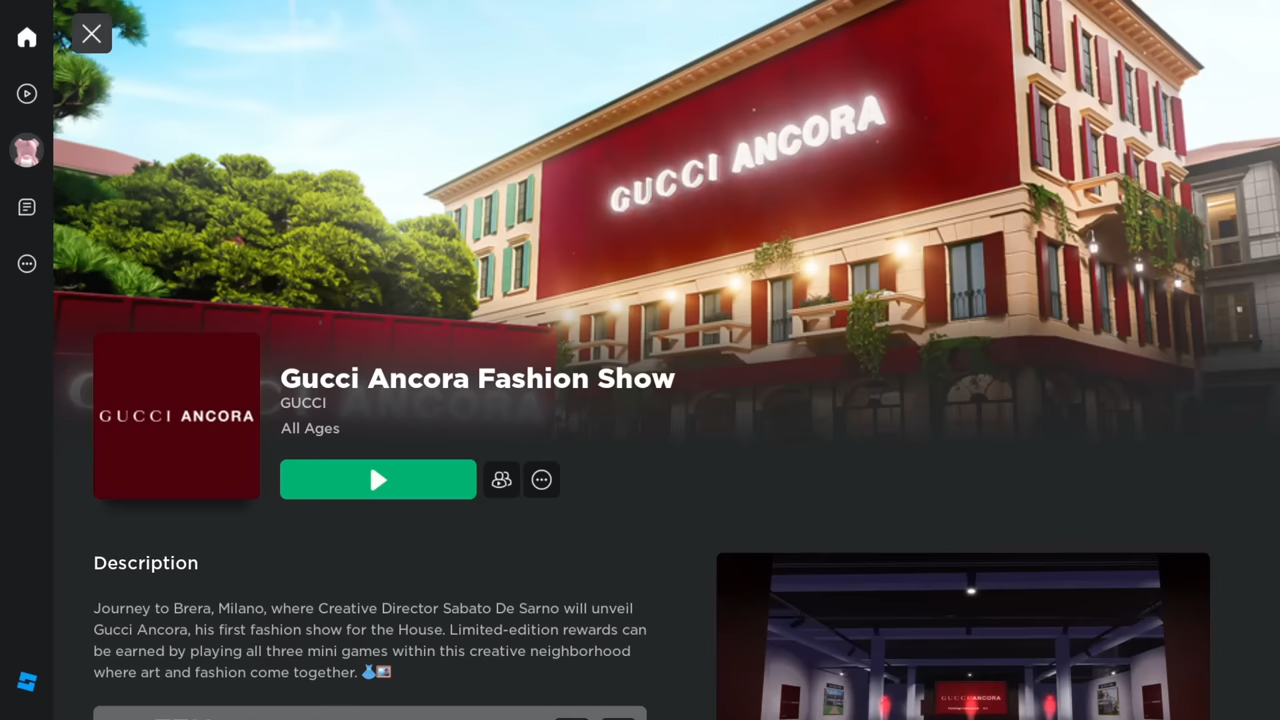 GUCCI ANCORA
GUCCI ANCORA
Gucci Ancora Fashion Show
GUCCI
All Ages
Description
Journey to Brera, Milano, where Creative Director Sabato De Sarno will unveil
Gucci Ancora, his first fashion show for the House. Limited-edition rewards can
be earned by playing all three mini games within this creative neighborhood
where art and fashion come together. 👗🖼️
GUCCI ANCORA